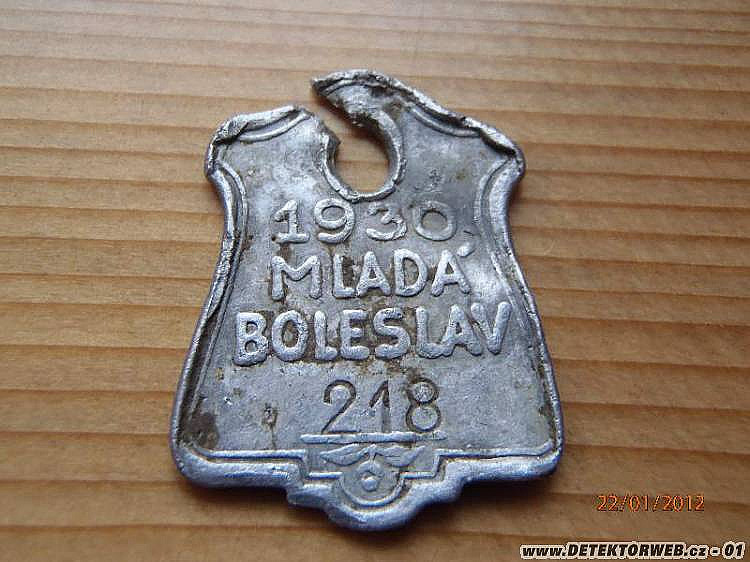 1930
MLADÁ
BOLESLAV
218
22/01/2012
www.DETEKTORWEB.cz - 01